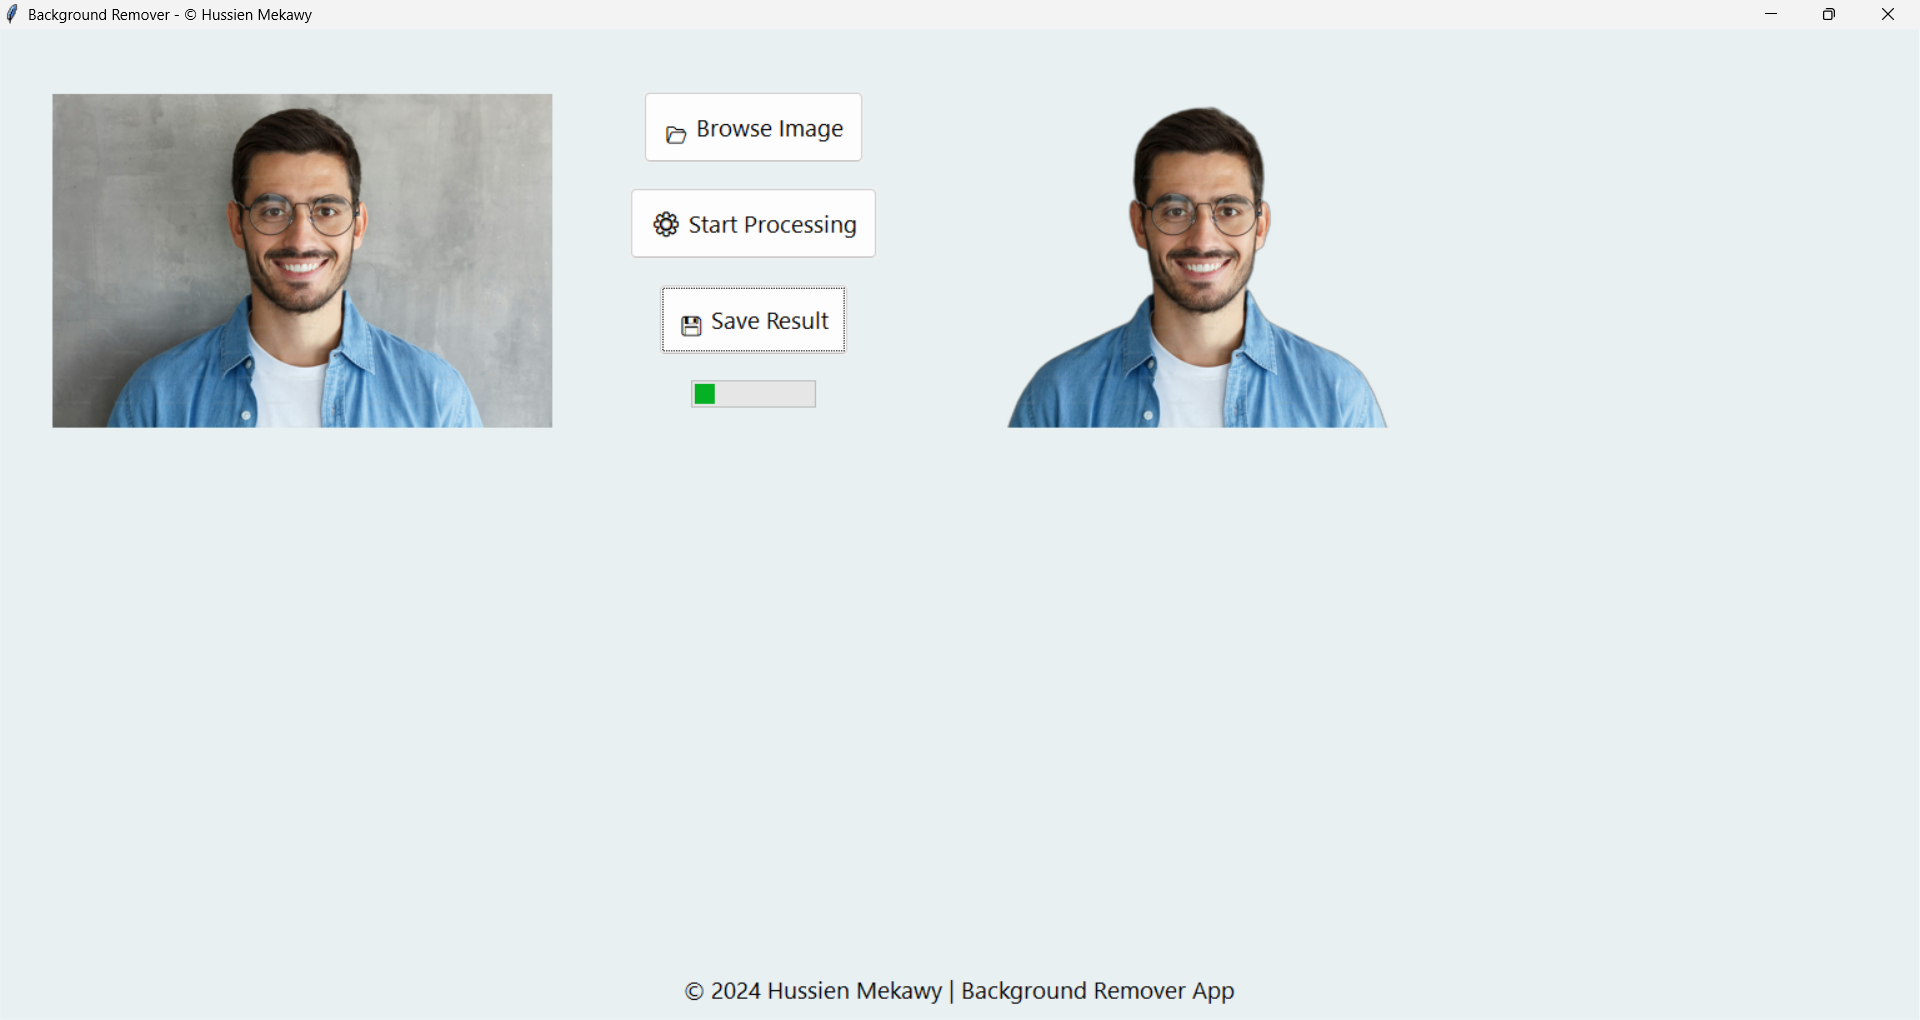 Background Remover - © Hussien Mekawy
Browse Image
Start Processing
Save Result
© 2024 Hussien Mekawy | Background Remover App